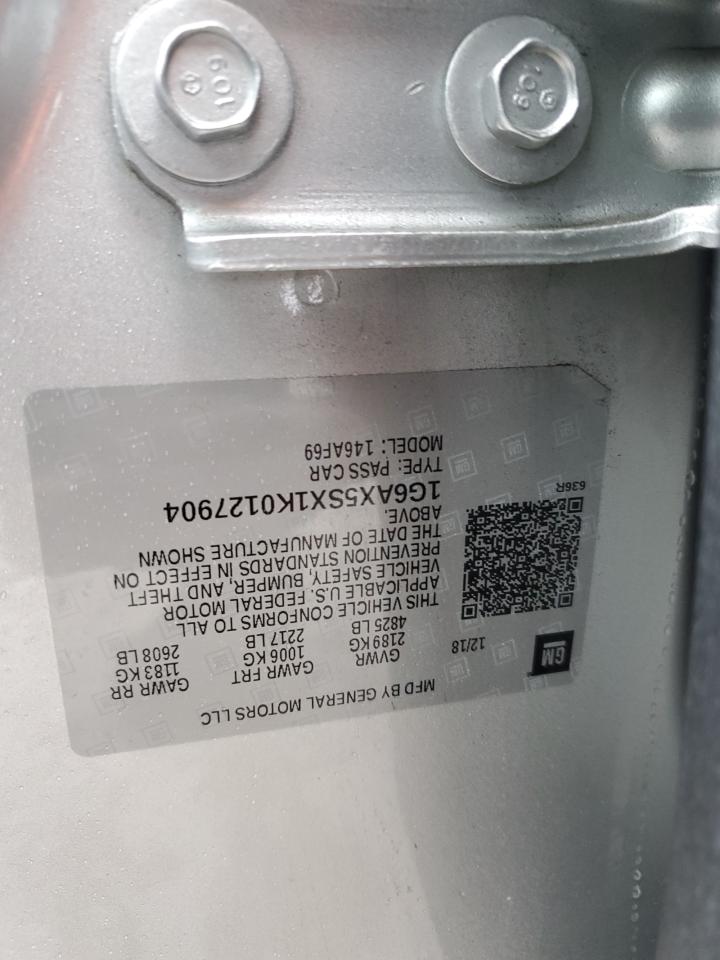 MFD BY GENERAL MOTORS LLC
GM
12/18
GVWR GAWR FRT GAWR RR
2189 KG 1006 KG 1183 KG
4825 LB 2217 LB 2608 LB
THIS VEHICLE CONFORMS TO ALL
APPLICABLE U.S. FEDERAL MOTOR
VEHICLE SAFETY, BUMPER, AND THEFT
PREVENTION STANDARDS IN EFFECT ON
THE DATE OF MANUFACTURE SHOWN
ABOVE.
1G6AX5SX1K0127904
TYPE: PASS CAR
MODEL: 146AF69
636R
109
109